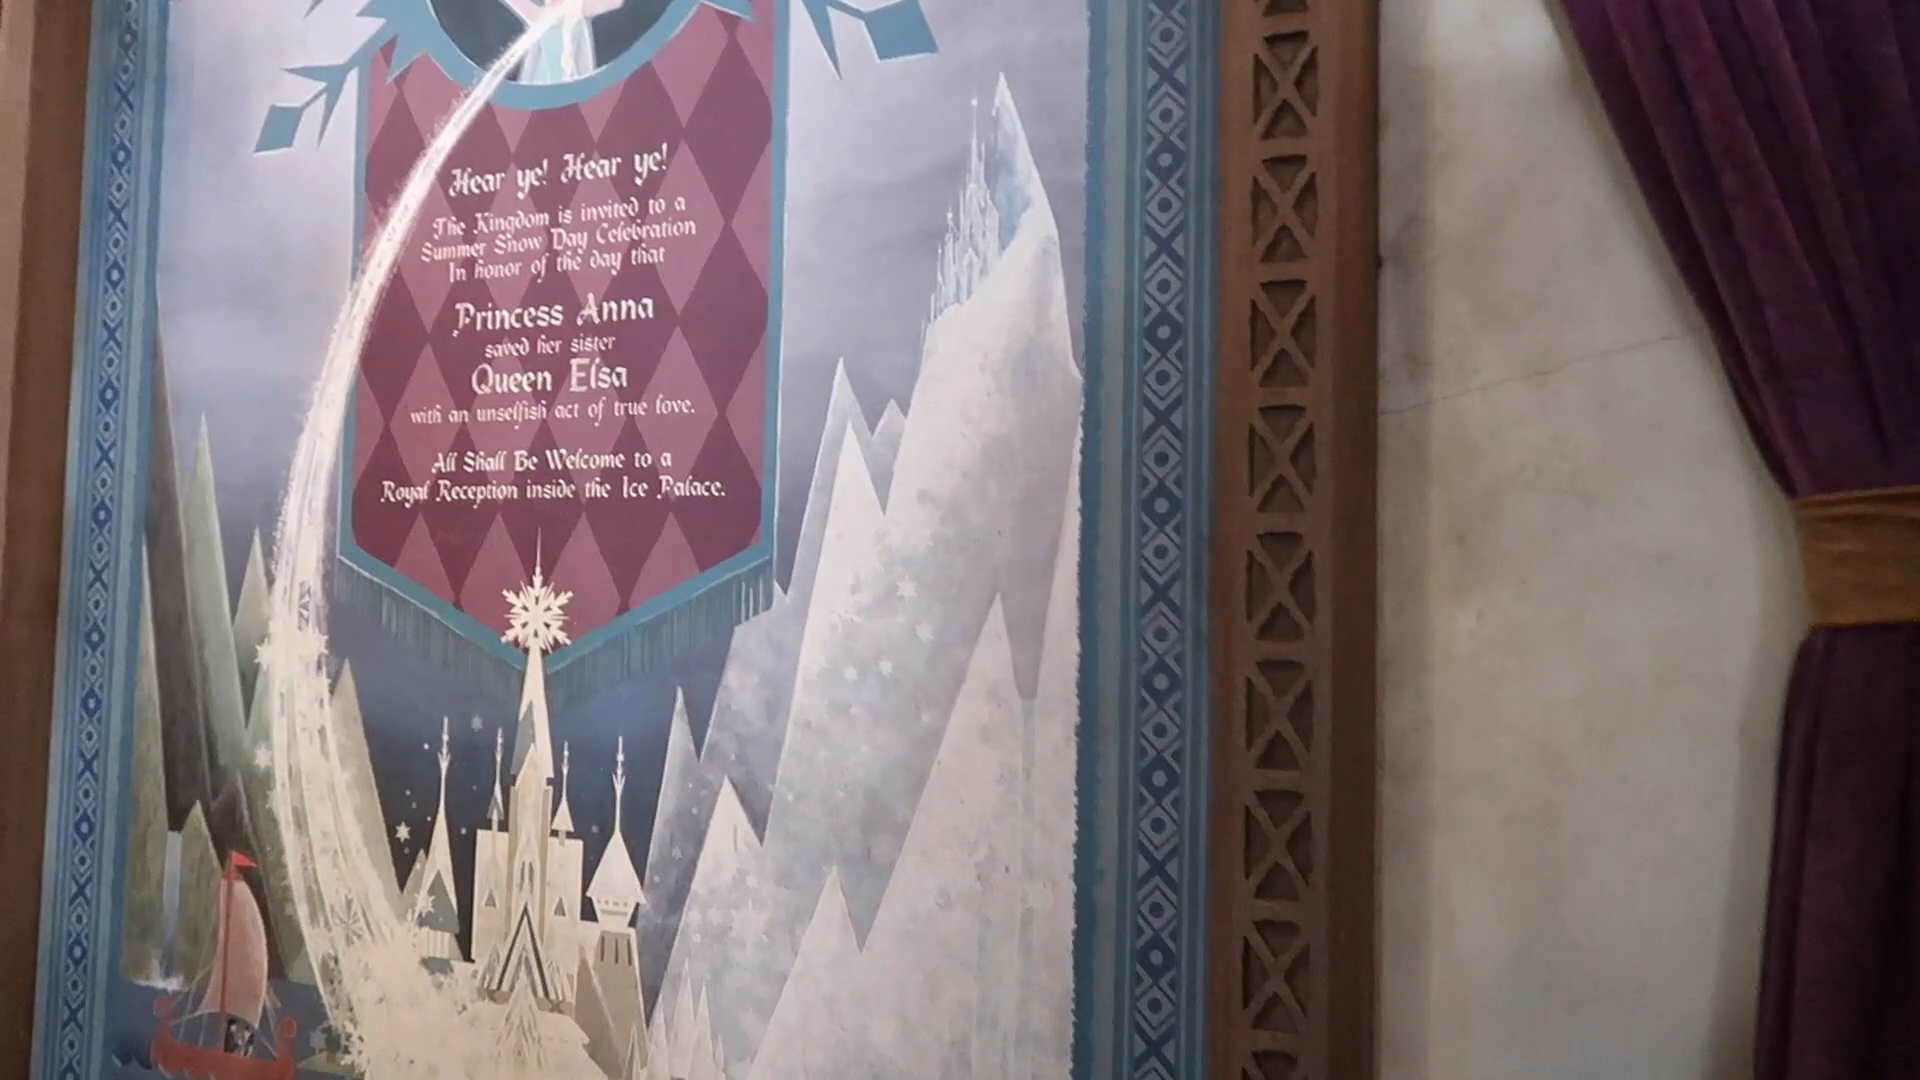 Hear ye! Hear ye!
The Kingdom is invited to a
Summer Snow Day Celebration
In honor of the day that
Princess Anna
saved her sister
Queen Elsa
with an unselfish act of true love.
All Shall Be Welcome to a
Royal Reception inside the Ice Palace.